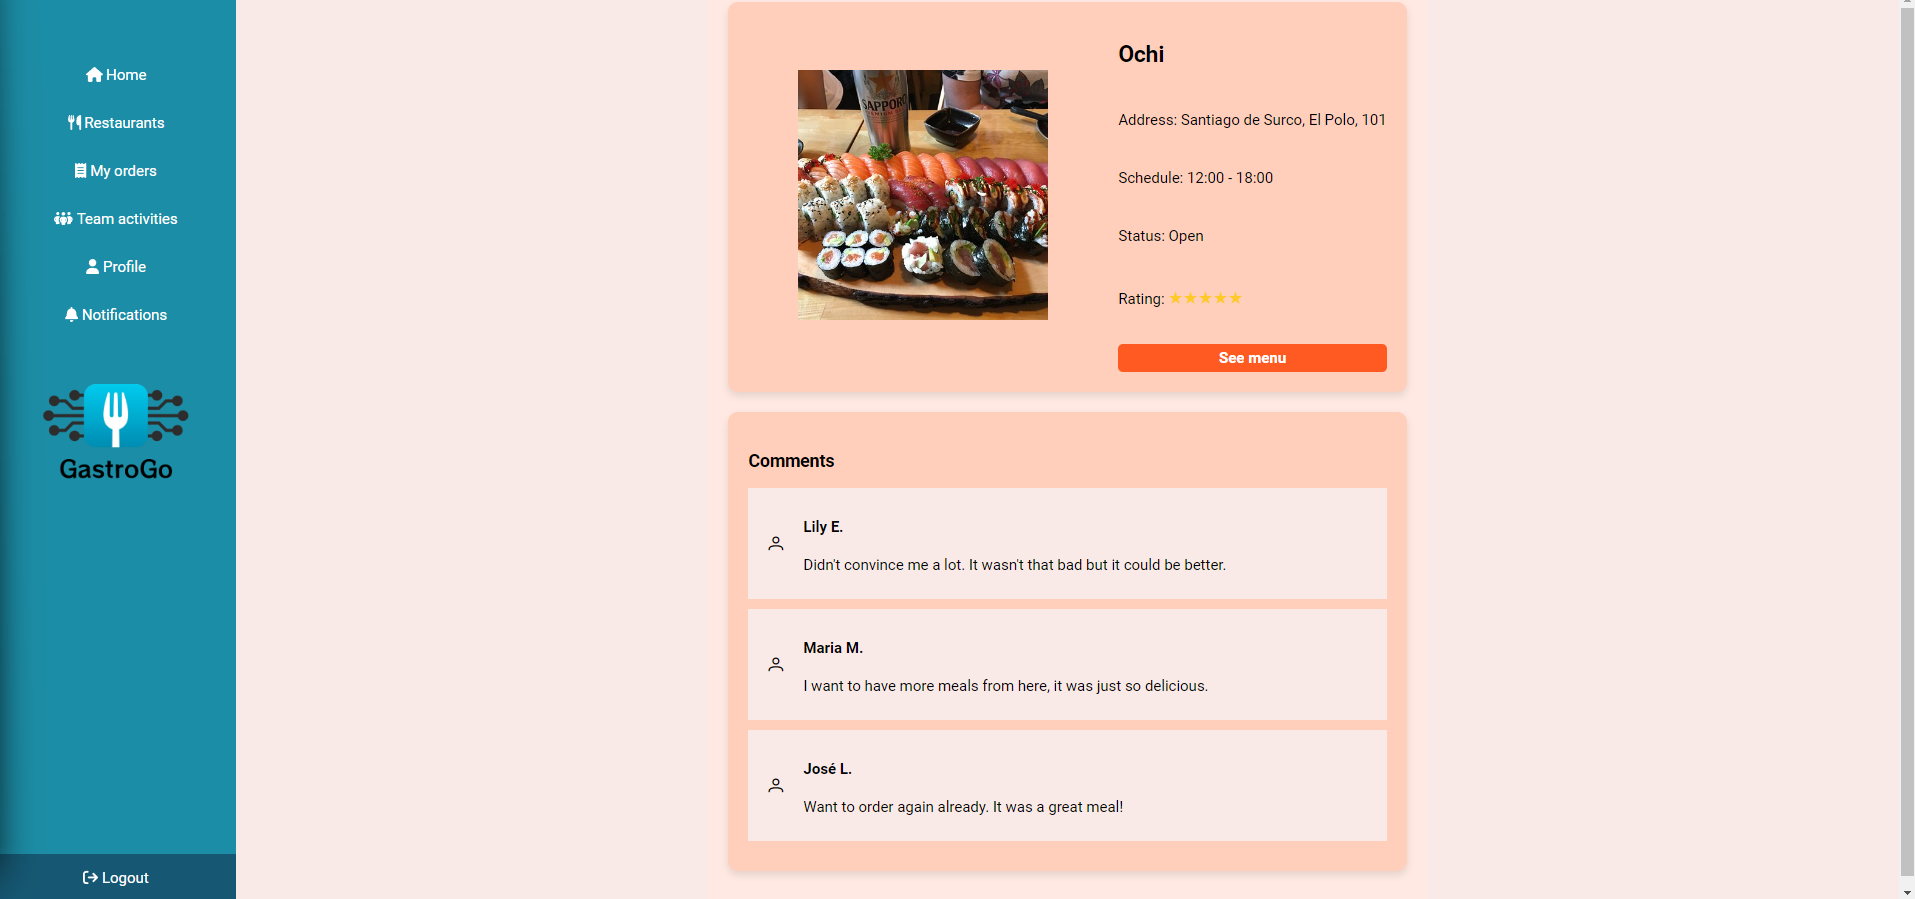 Home
Restaurants
My orders
Team activities
Profile
Notifications
GastroGo
Logout
SAPPORO
Ochi
Address: Santiago de Surco, El Polo, 101
Schedule: 12:00 - 18:00
Status: Open
Rating: ★★★★★
See menu
Comments
Lily E.
Didn't convince me a lot. It wasn't that bad but it could be better.
Maria M.
I want to have more meals from here, it was just so delicious.
José L.
Want to order again already. It was a great meal!